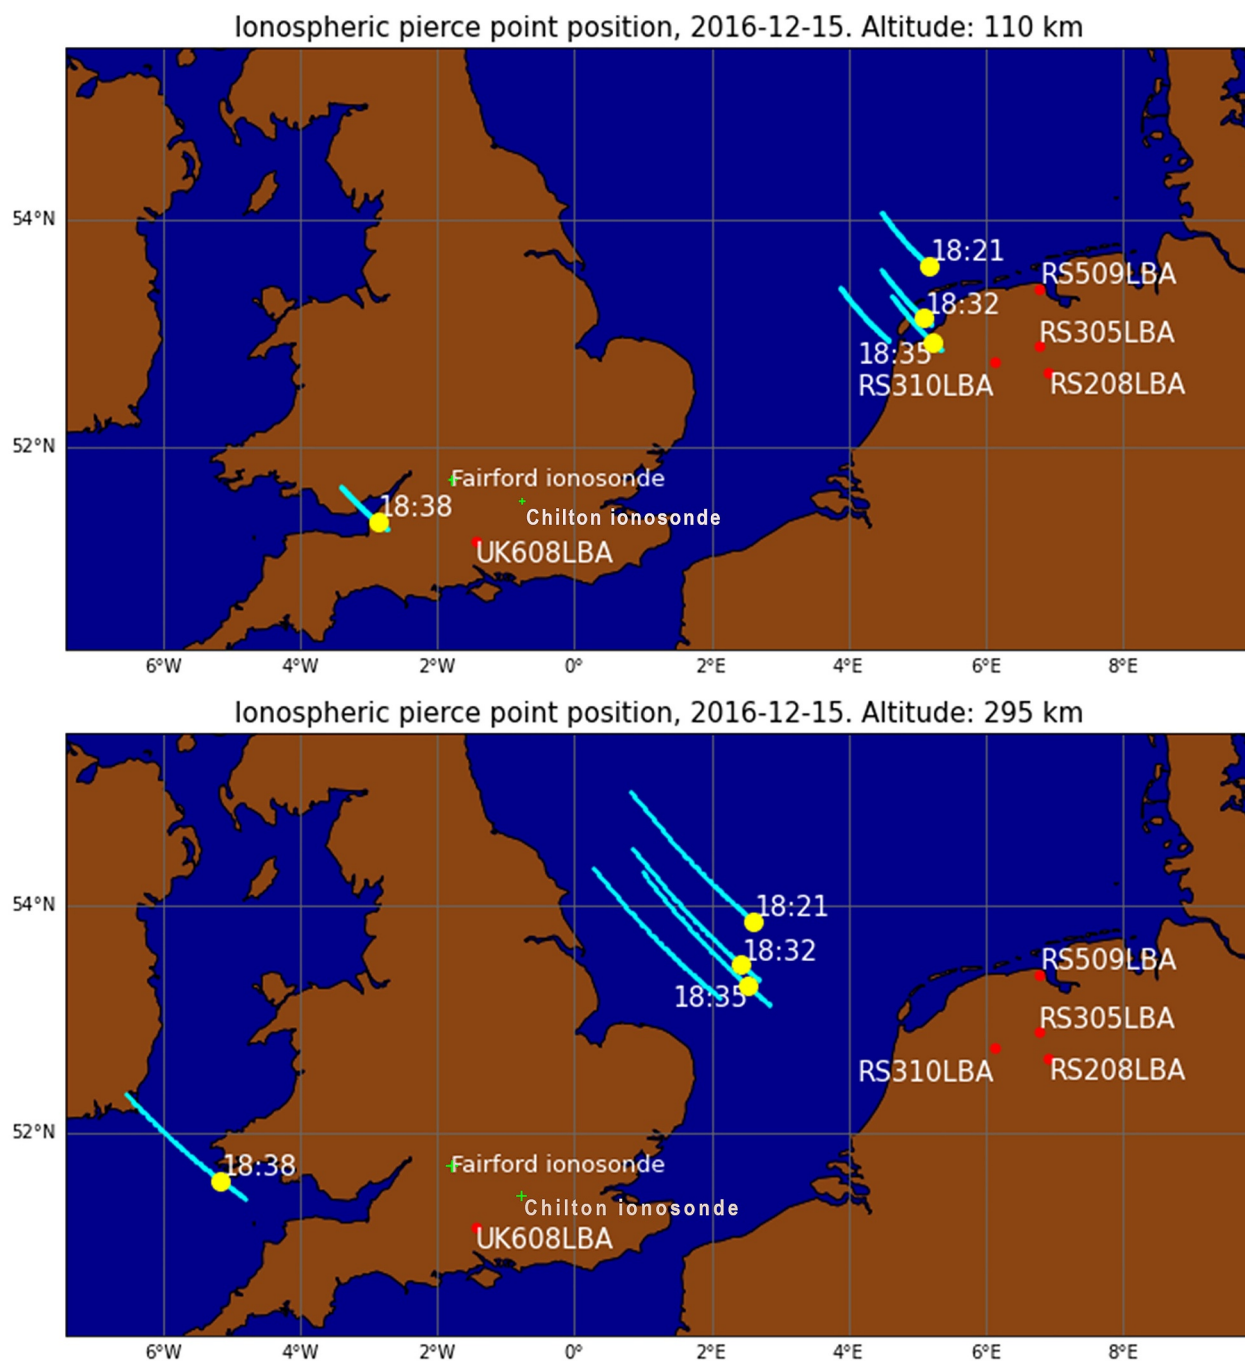 Ionospheric pierce point position, 2016-12-15. Altitude: 110 km
54°N
18:21
RS509LBA
18:32
RS305LBA
18:35
RS310LBA
RS208LBA
52°N
Fairford ionosonde
18:38
Chilton ionosonde
UK608LBA
6°W 4°W 2°W 0° 2°E 4°E 6°E 8°E
Ionospheric pierce point position, 2016-12-15. Altitude: 295 km
54°N
18:21
18:32
RS509LBA
18:35
RS305LBA
RS310LBA
RS208LBA
52°N
18:38
Fairford ionosonde
Chilton ionosonde
UK608LBA
6°W 4°W 2°W 0° 2°E 4°E 6°E 8°E